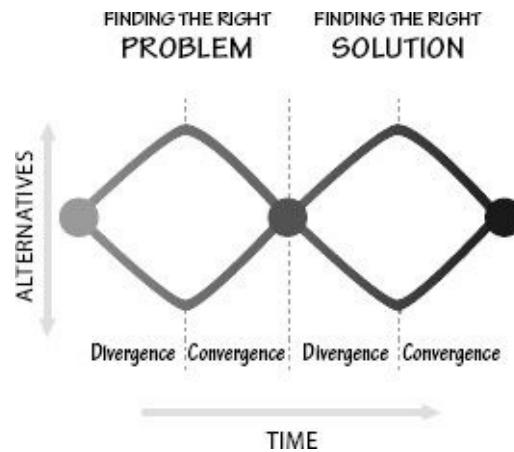 FINDING THE RIGHT
PROBLEM
FINDING THE RIGHT
SOLUTION
ALTERNATIVES
Divergence
Convergence
Divergence
Convergence
TIME